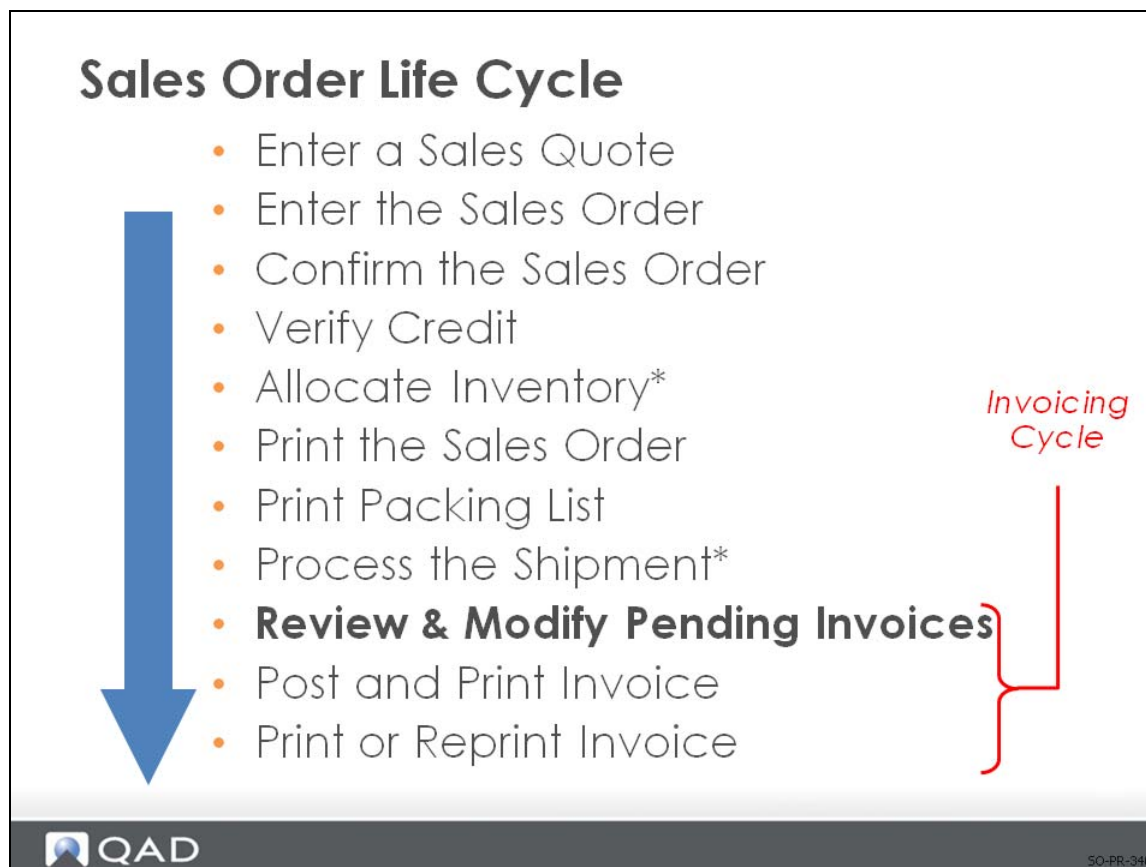 Sales Order Life Cycle
• Enter a Sales Quote
• Enter the Sales Order
• Confirm the Sales Order
• Verify Credit
• Allocate Inventory*
• Print the Sales Order
• Print Packing List
• Process the Shipment*
• Review & Modify Pending Invoices
• Post and Print Invoice
• Print or Reprint Invoice
Invoicing
Cycle
QAD